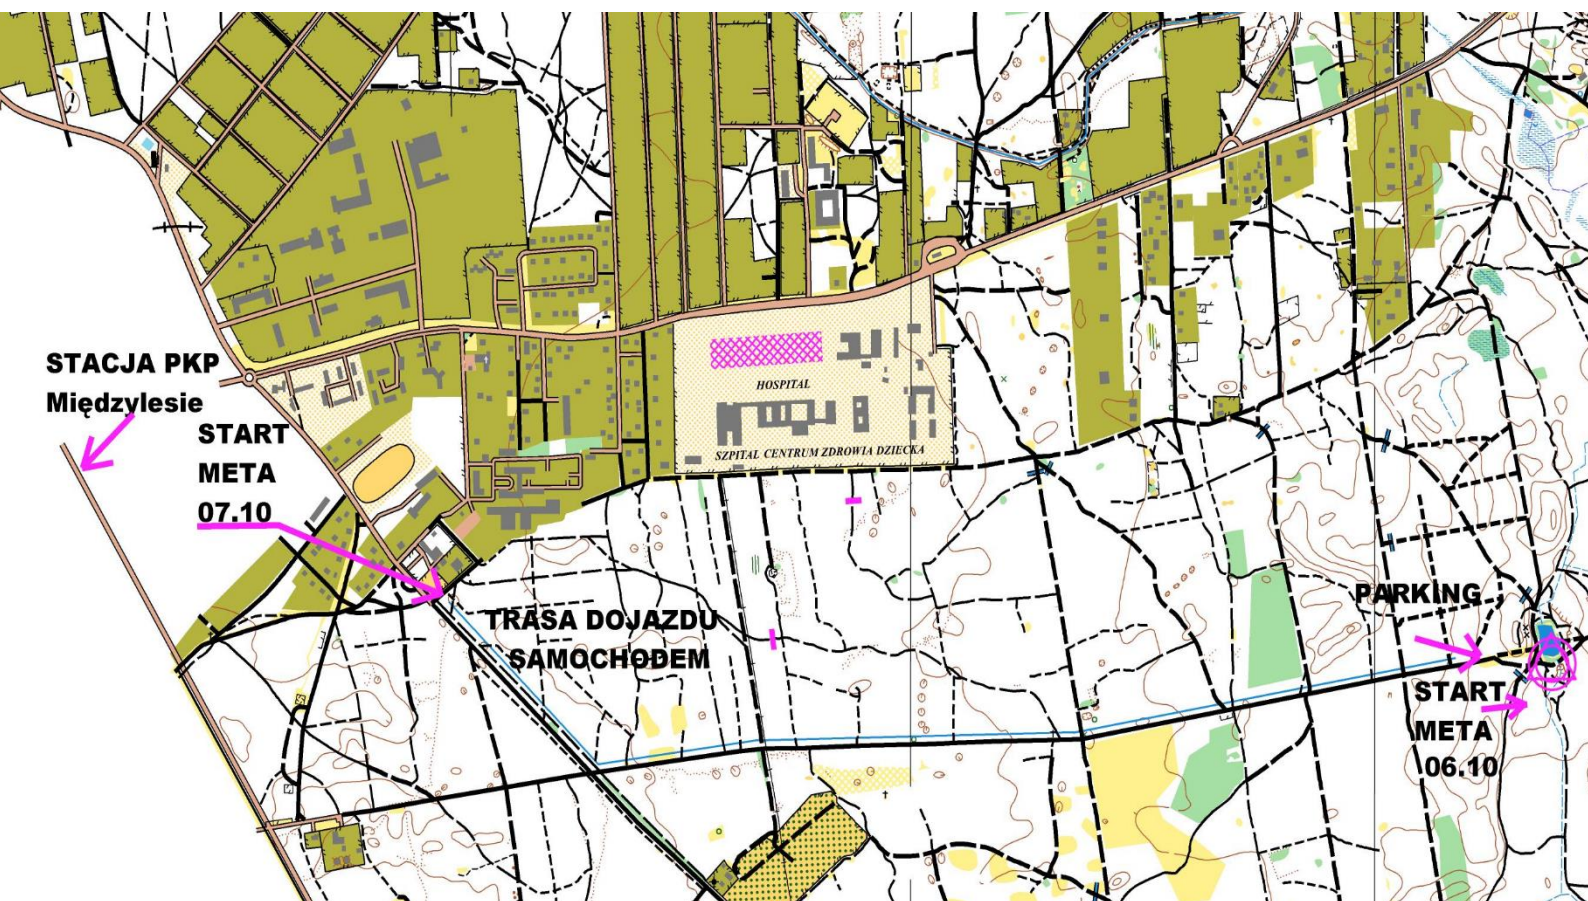 STACJA PKP
Międzylesie
START
META
07.10
HOSPITAL
SZPITAL CENTRUM ZDROWIA DZIECKA
TRASA DOJAZDU
SAMOCHODEM
PARKING
START
META
06.10